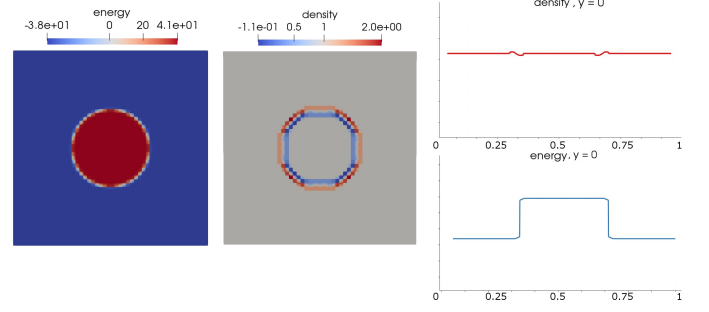 energy
-3.8e+01 0 20 4.1e+01
density
-1.1e-01 0.5 1 2.0e+00
density , y = 0
0 0.25 0.5 0.75 1
energy, y = 0
0 0.25 0.5 0.75 1